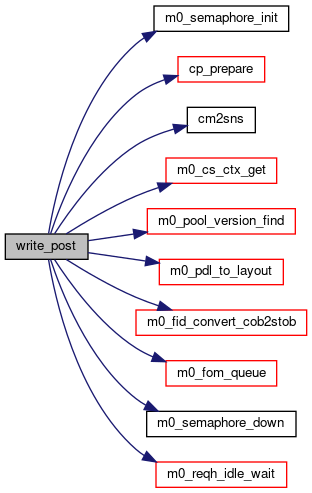 m0_semaphore_init
cp_prepare
cm2sns
m0_cs_ctx_get
write_post
m0_pool_version_find
m0_pdl_to_layout
m0_fid_convert_cob2stob
m0_fom_queue
m0_semaphore_down
m0_reqh_idle_wait